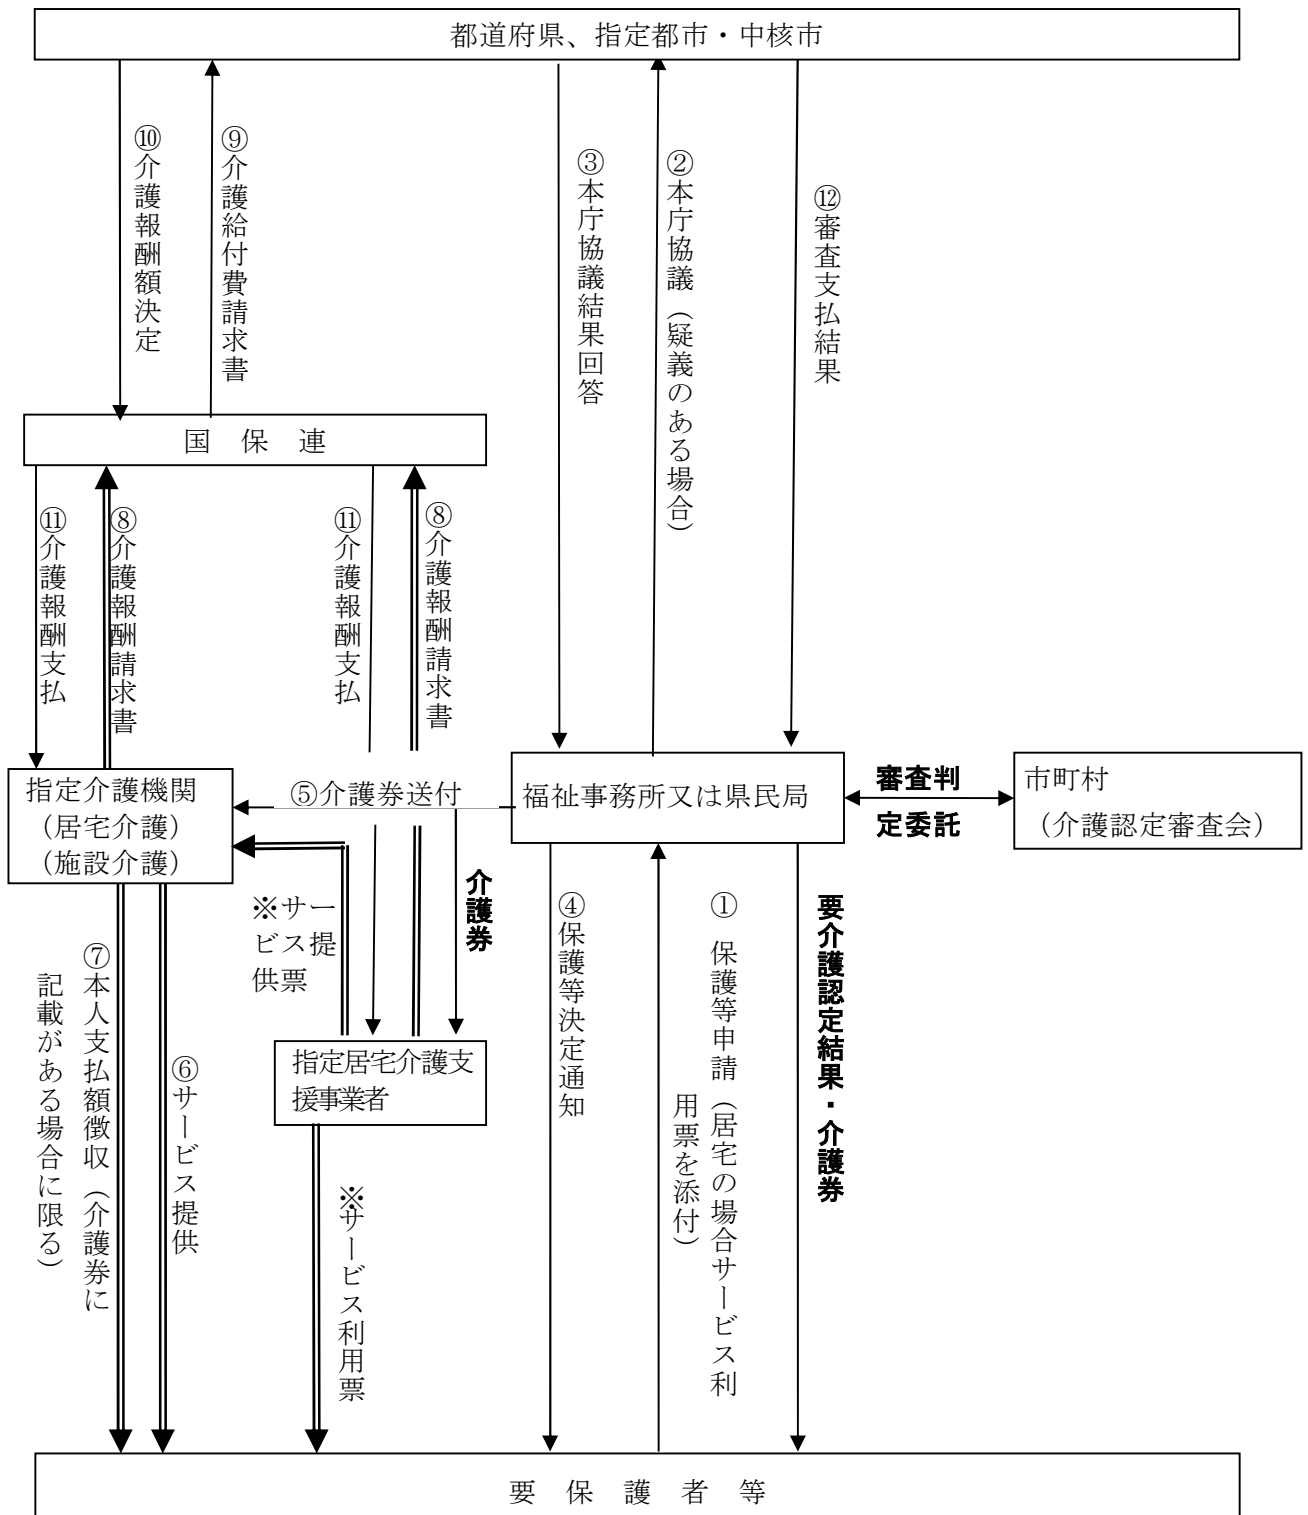 都道府県、指定都市・中核市
⑩介護報酬額決定
⑨介護給付費請求書
③本庁協議結果回答
②本庁協議（疑義のある場合）
⑫審査支払結果
国　保　連
⑪介護報酬支払
⑧介護報酬請求書
⑪介護報酬支払
⑧介護報酬請求書
指定介護機関
（居宅介護）
（施設介護）
⑤介護券送付
福祉事務所又は県民局
審査判
定委託
市町村
（介護認定審査会）
※サー
ビス提
供票
介護券
④保護等決定通知
①　保護等申請（居宅の場合サービス利
用票を添付）
要介護認定結果・介護券
⑦本人支払額徴収（介護券に
記載がある場合に限る）
⑥サービス提供
指定居宅介護支
援事業者
※サービス利用票
要　保　護　者　等